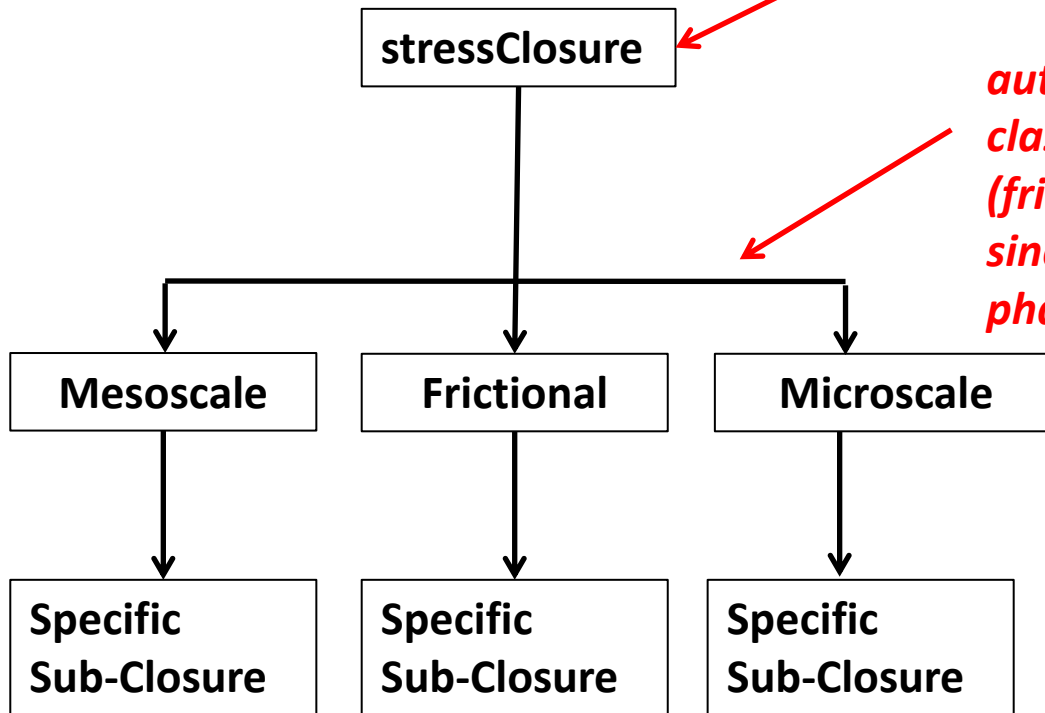 stressClosure
Mesoscale
Frictional
Microscale
Specific
Sub-Closure
Specific
Sub-Closure
Specific
Sub-Closure